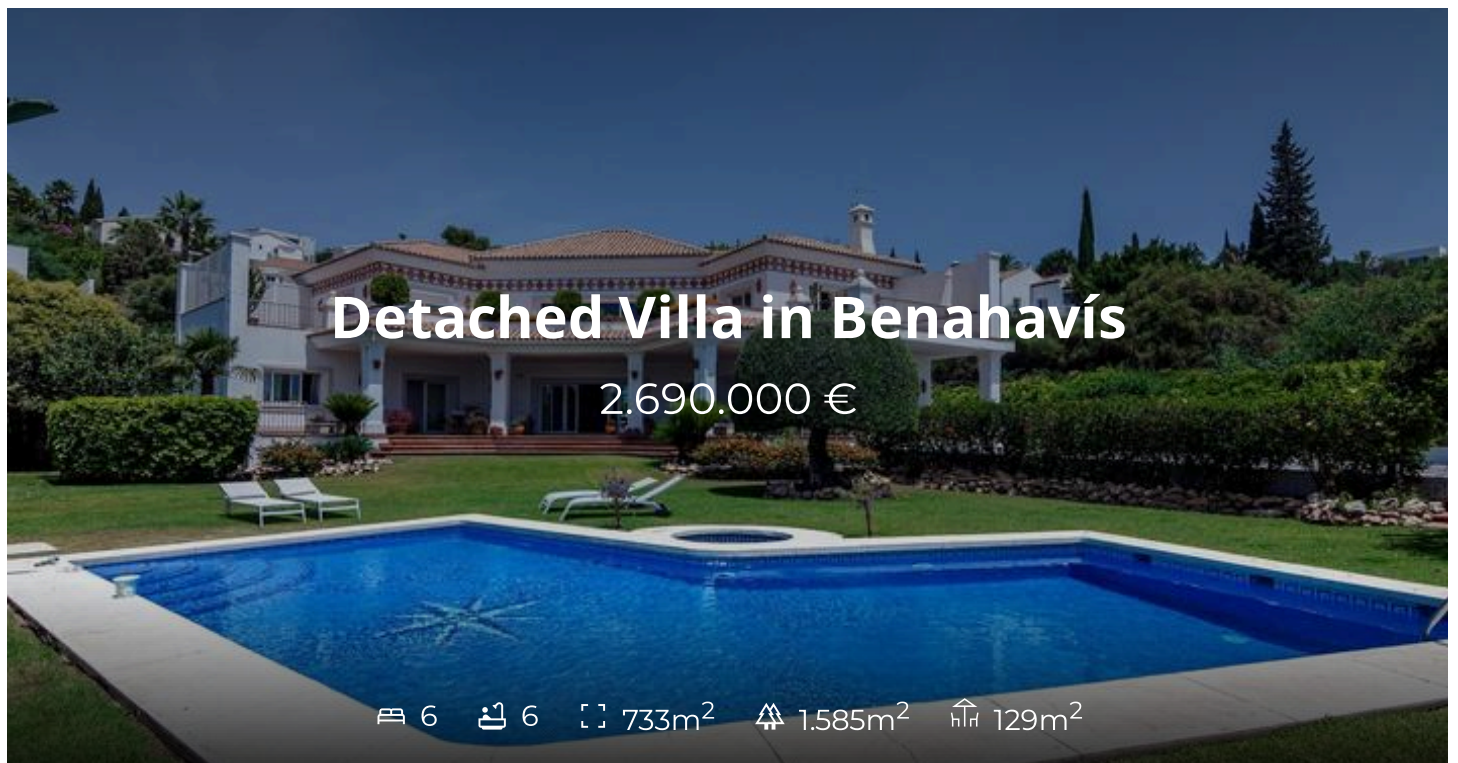 Detached Villa in Benahavís
2.690.000 €
6 6 733m² 1.585m² 129m²